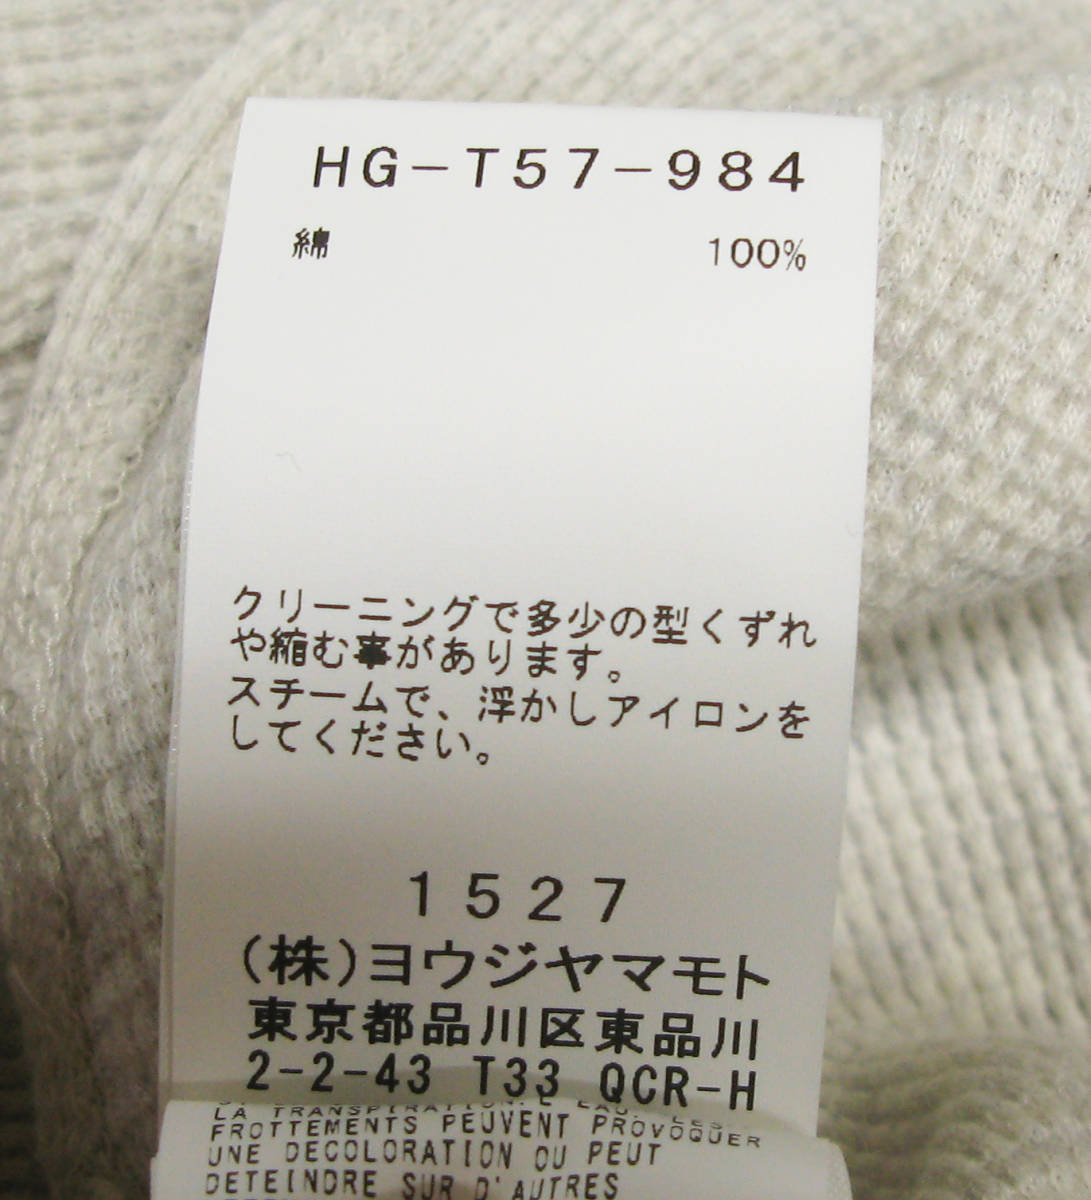 HG-T57-984
綿 100%
クリーニングで多少の型くずれ
や縮む事があります。
スチームで、浮かしアイロンを
してください。
1527
(株)ヨウジヤマモト
東京都品川区東品川
2-2-43 T33 QCR-H
LA TRANSPIRATION. L'EAU. LES
FROTTEMENTS PEUVENT PROVOQUER
UNE DECOLORATION OU PEUT
DETEINDRE SUR D'AUTRES